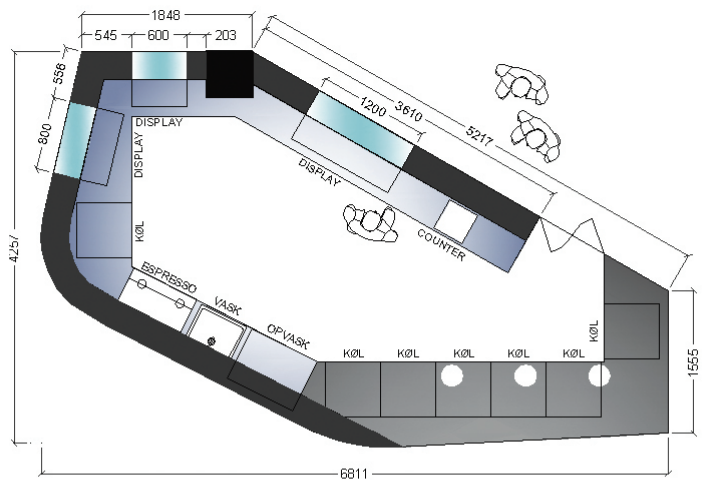 1848
545
600
203
556
800
4257
1200
3610
5217
DISPLAY
DISPLAY
DISPLAY
COUNTER
KØL
ESPRESSO
VASK
OPVASK
KØL
KØL
KØL
KØL
KØL
KØL
1555
6811